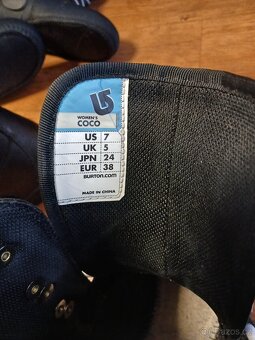 WOMEN'S
COCO
US 7
UK 5
JPN 24
EUR 38
BURTON.com
MADE IN CHINA